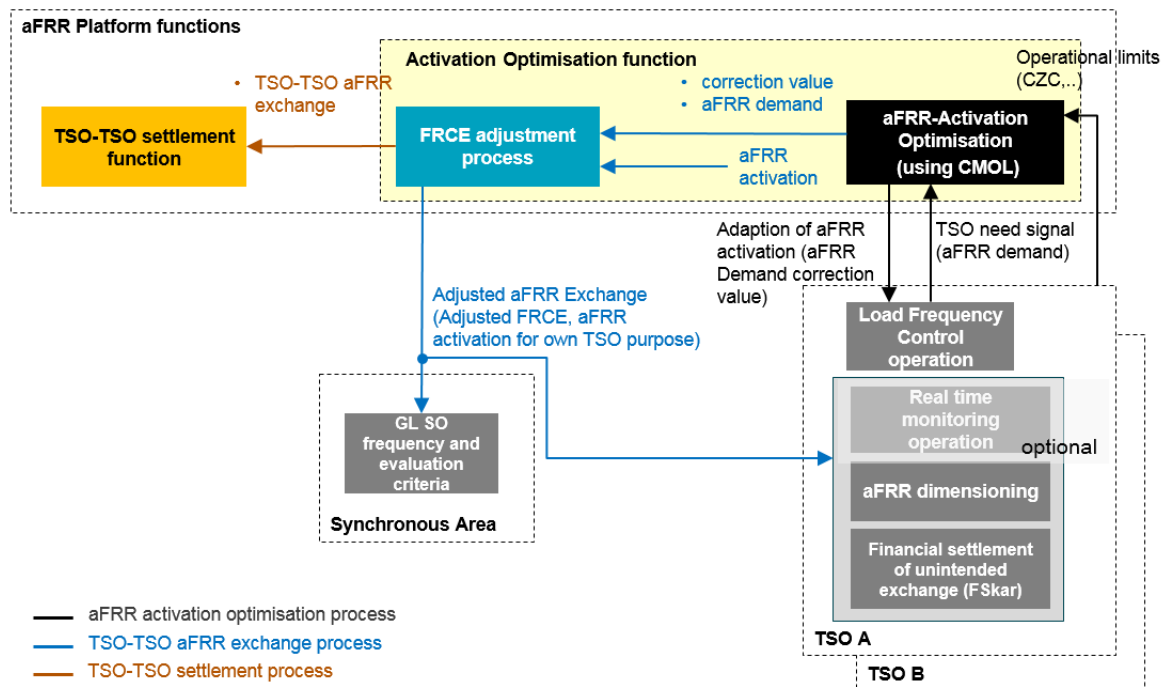 aFRR Platform functions
Activation Optimisation function
Operational limits
(CZC,..)
• TSO-TSO aFRR
exchange
• correction value
• aFRR demand
TSO-TSO settlement
function
FRCE adjustment
process
aFRR-Activation
Optimisation
(using CMOL)
aFRR
activation
Adaption of aFRR
activation (aFRR
Demand correction
value)
TSO need signal
(aFRR demand)
Adjusted aFRR Exchange
(Adjusted FRCE, aFRR
activation for own TSO purpose)
Load Frequency
Control
operation
GL SO
frequency and
evaluation
criteria
Synchronous Area
Real time
monitoring
operation
optional
aFRR dimensioning
Financial settlement
of unintended
exchange (FSkar)
TSO A
TSO B
aFRR activation optimisation process
TSO-TSO aFRR exchange process
TSO-TSO settlement process